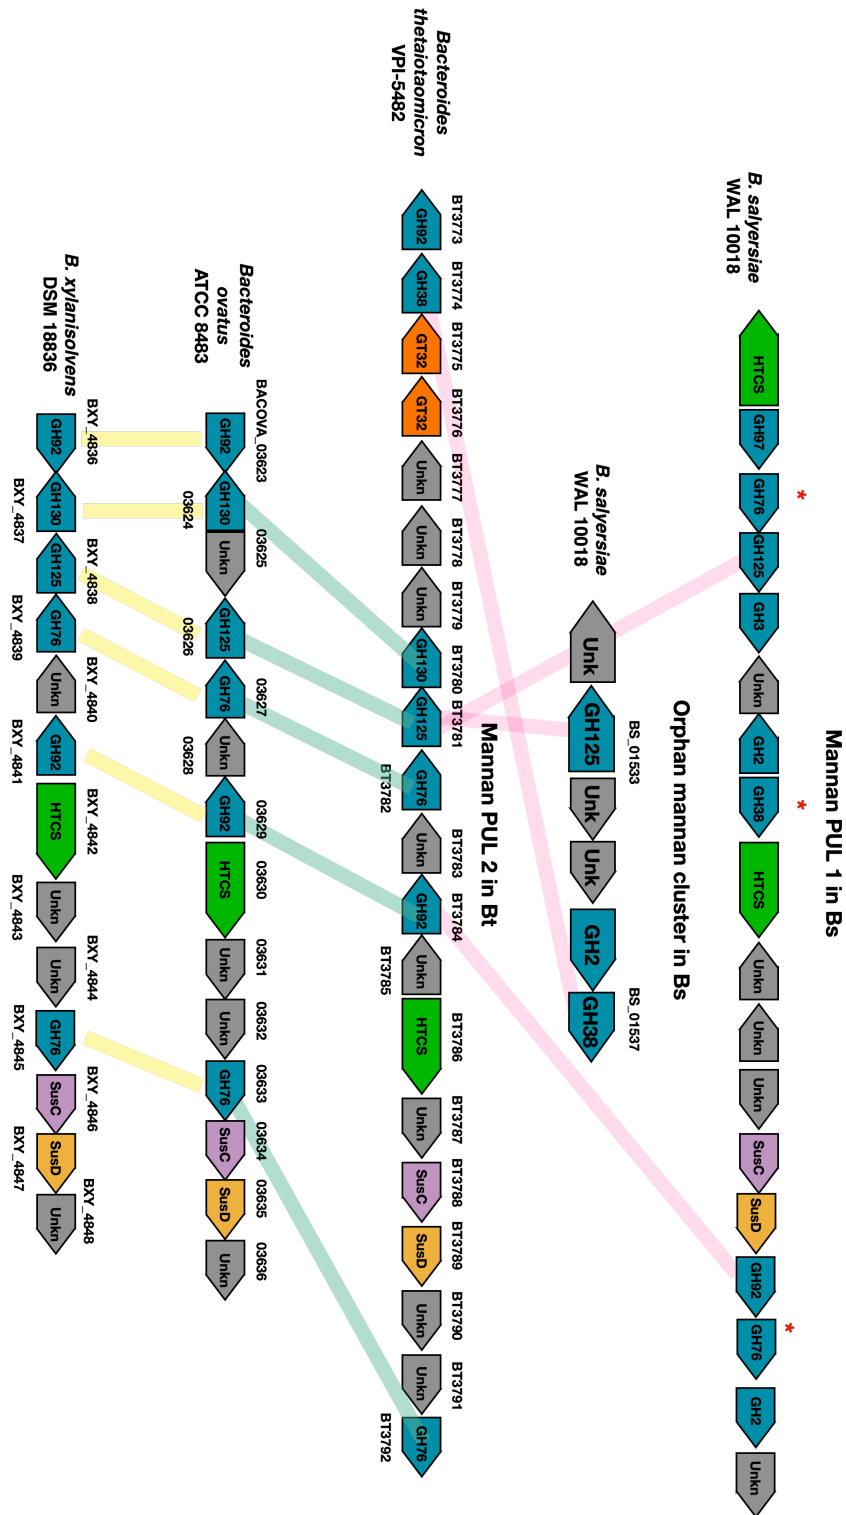 Mannan PUL 1 in Bs
*
*
*
B. salyersiae
WAL 10018
HTCS
GH97
GH76
GH125
GH3
Unkn
GH2
GH38
HTCS
Unkn
Unkn
Unkn
SusC
SusD
GH92
GH76
GH2
Unkn
Orphan mannan cluster in Bs
BS_01533
BS_01537
B. salyersiae
WAL 10018
Unk
GH125
Unk
Unk
GH2
GH38
Mannan PUL 2 in Bt
Bacteroides
thetaiotaomicron
VPI-5482
BT3773
BT3774
BT3775
BT3776
BT3777
BT3778
BT3779
BT3780
BT3781
BT3783
BT3784
BT3786
BT3787
BT3788
BT3789
BT3790
BT3791
GH92
GH38
GT32
GT32
Unkn
Unkn
Unkn
GH130
GH125
GH76
Unkn
GH92
Unkn
HTCS
Unkn
SusC
SusD
Unkn
Unkn
GH76
BT3782
BT3785
BT3792
Bacteroides
ovatus
ATCC 8483
BACOVA_03623
03625
03627
03629
03630
03631
03632
03633
03634
03635
03636
GH92
GH130
Unkn
GH125
GH76
Unkn
GH92
HTCS
Unkn
Unkn
GH76
SusC
SusD
Unkn
03624
03626
03628
B. xylanisolvens
DSM 18836
BXY_4836
BXY_4838
BXY_4840
BXY_4842
BXY_4844
BXY_4846
BXY_4848
GH92
GH130
GH125
GH76
Unkn
GH92
HTCS
Unkn
Unkn
GH76
SusC
SusD
Unkn
BXY_4837
BXY_4839
BXY_4841
BXY_4843
BXY_4845
BXY_4847